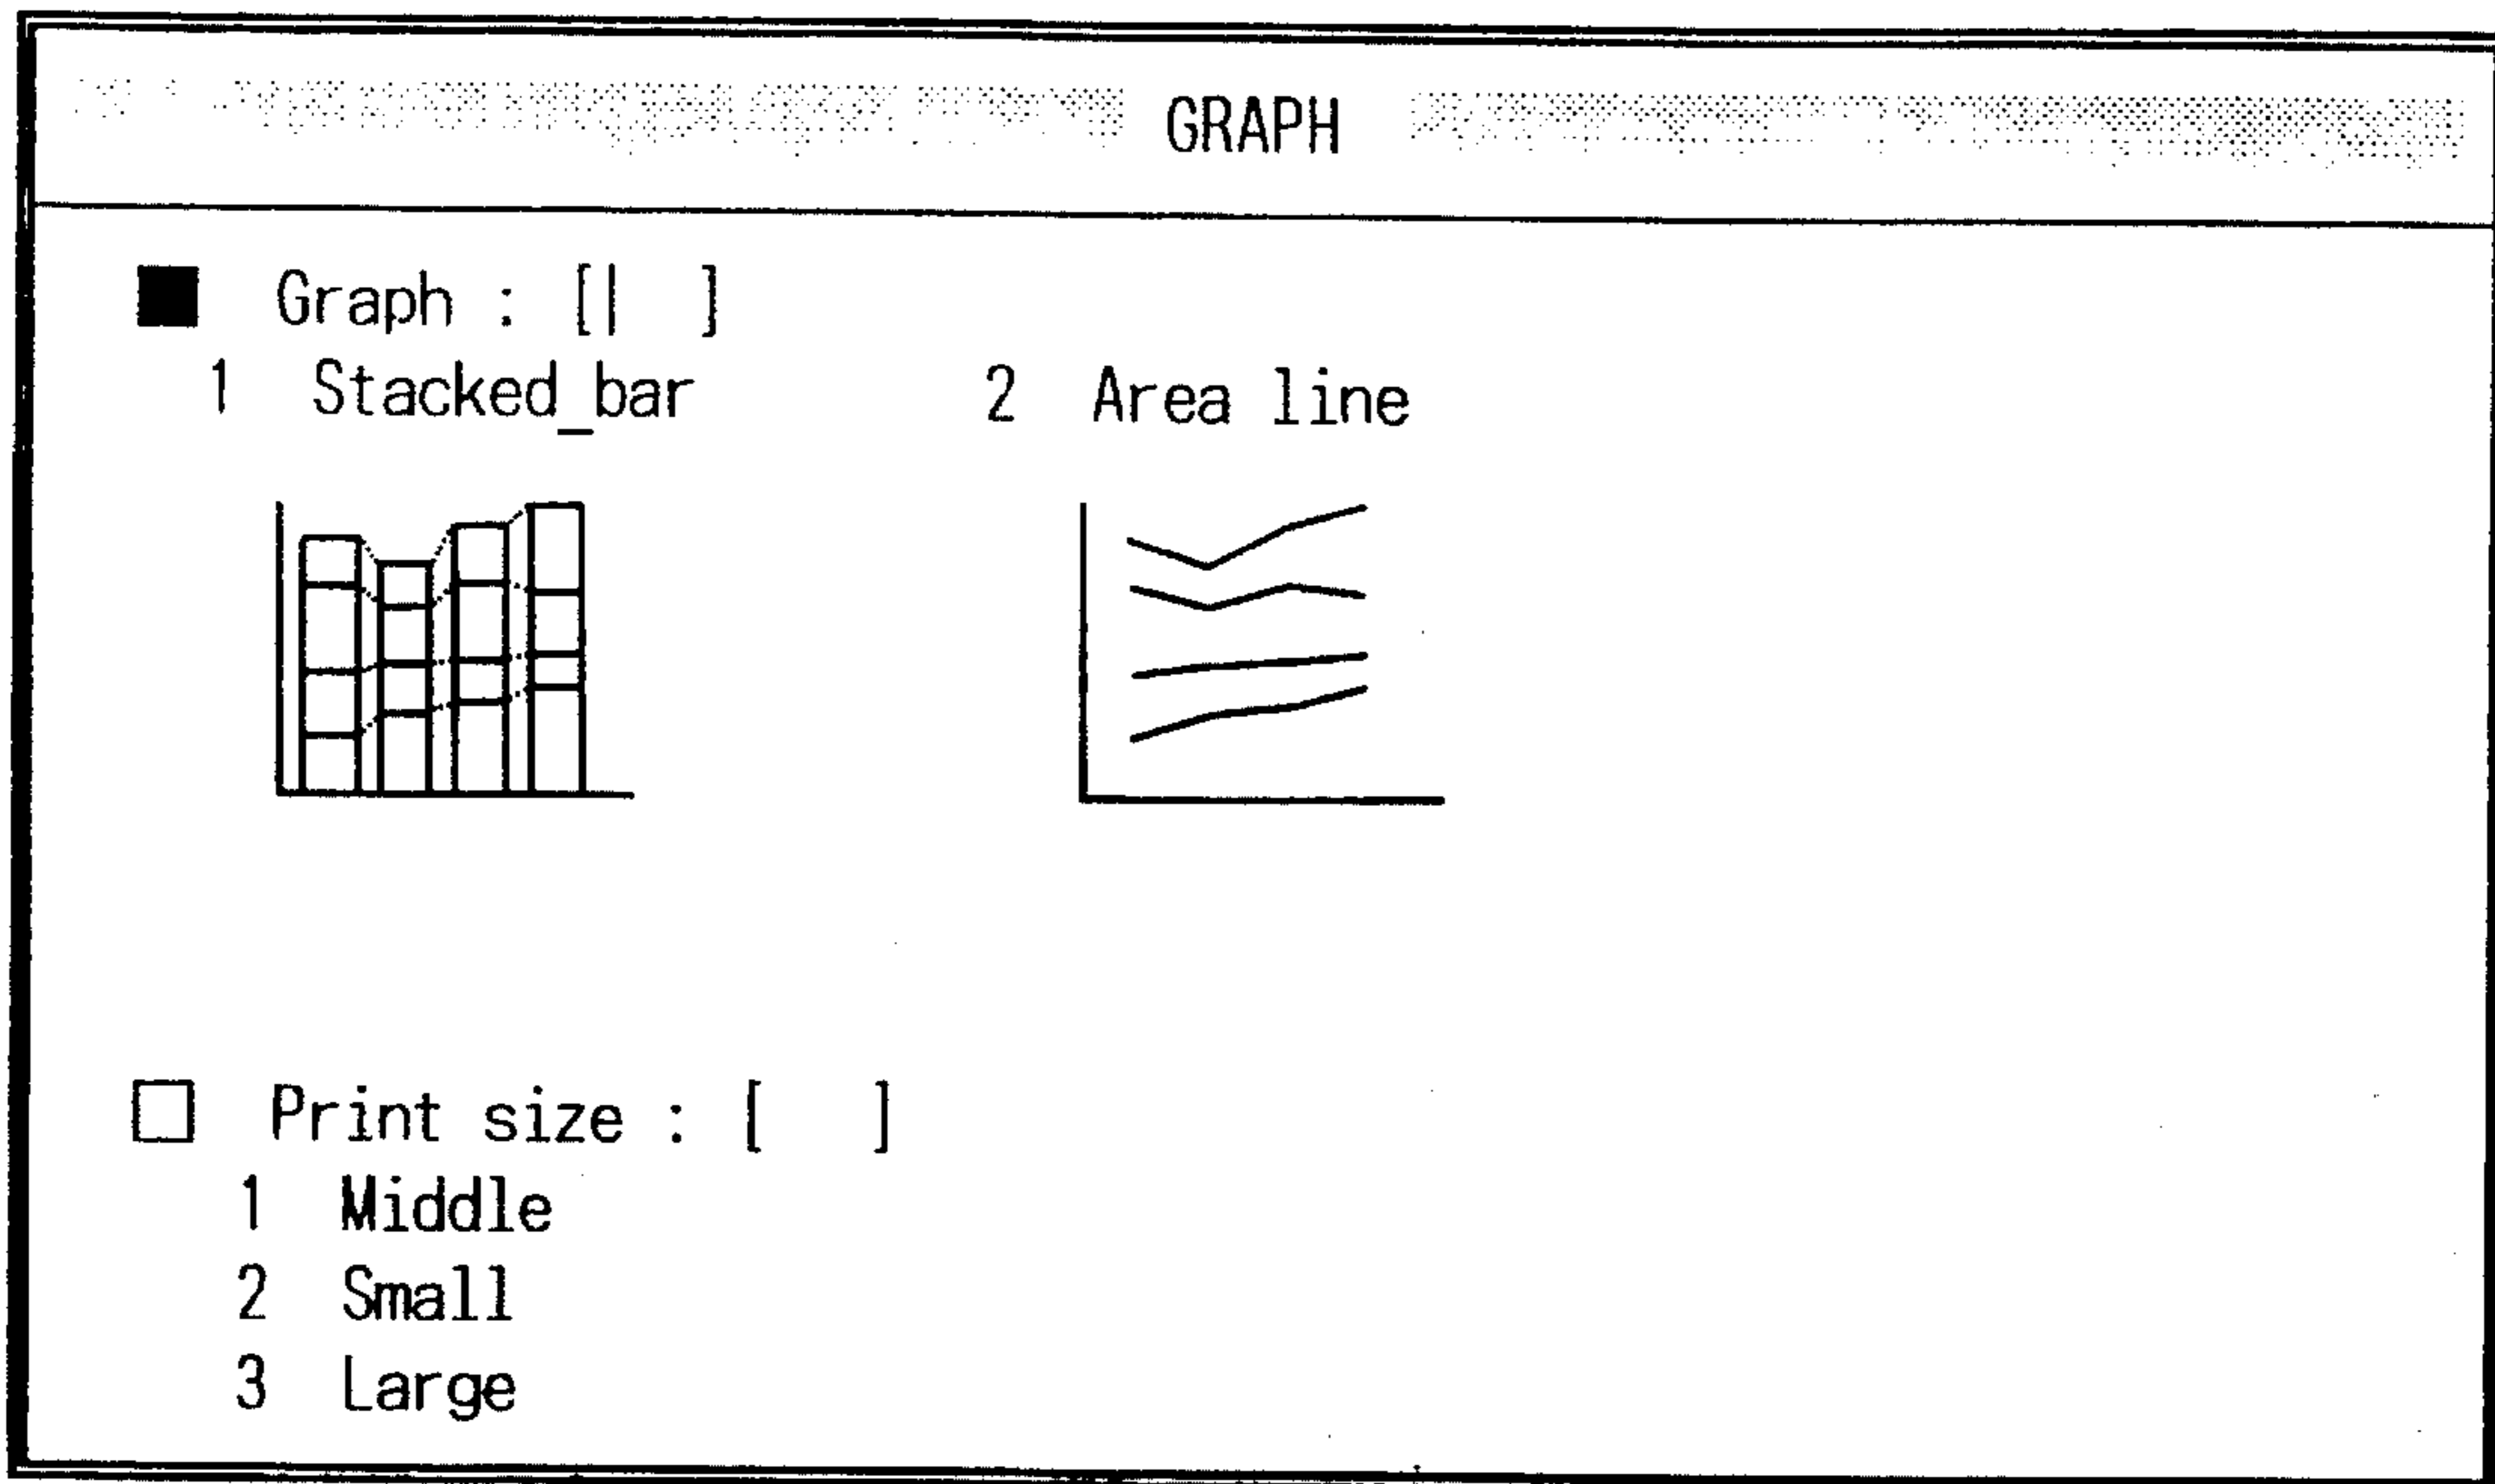 GRAPH
■ Graph : [| ]
1 Stacked_bar 2 Area line
□ Print size : [ ]
1 Middle
2 Small
3 Large